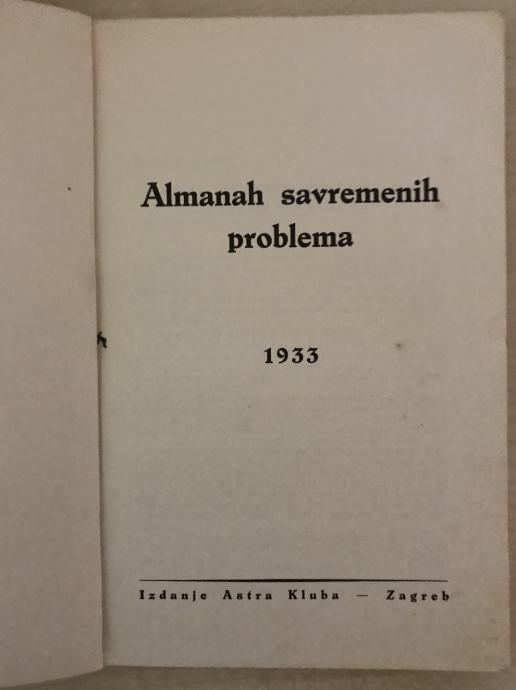 Almanah savremenih
problema
1933
Izdanje Astra Kluba — Zagreb